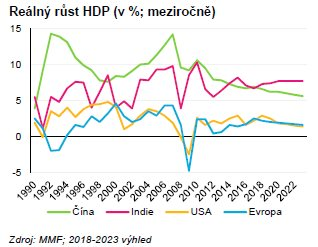 Reálný růst HDP (v %; meziročně)
15
10
5
0
-5
1990 1992 1994 1996 1998 2000 2002 2004 2006 2008 2010 2012 2014 2016 2018 2020 2022
Čína Indie USA Evropa
Zdroj: MMF; 2018-2023 výhled